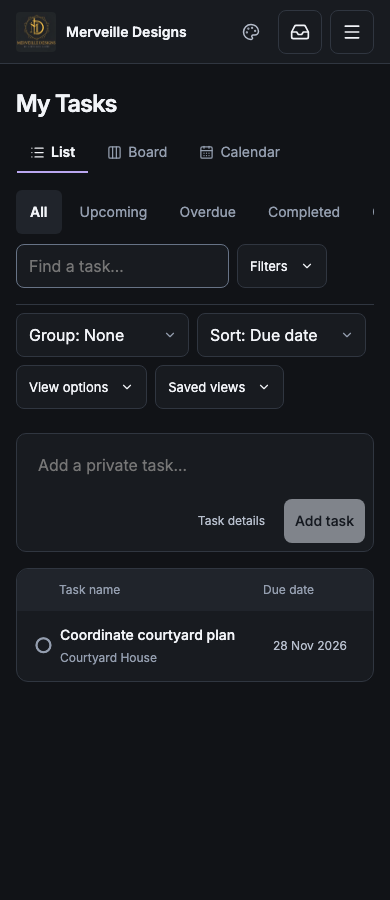 Merveille Designs
My Tasks
List Board Calendar
All Upcoming Overdue Completed
Find a task... Filters
Group: None Sort: Due date
View options Saved views
Add a private task...
Task details Add task
Task name Due date
Coordinate courtyard plan 28 Nov 2026
Courtyard House